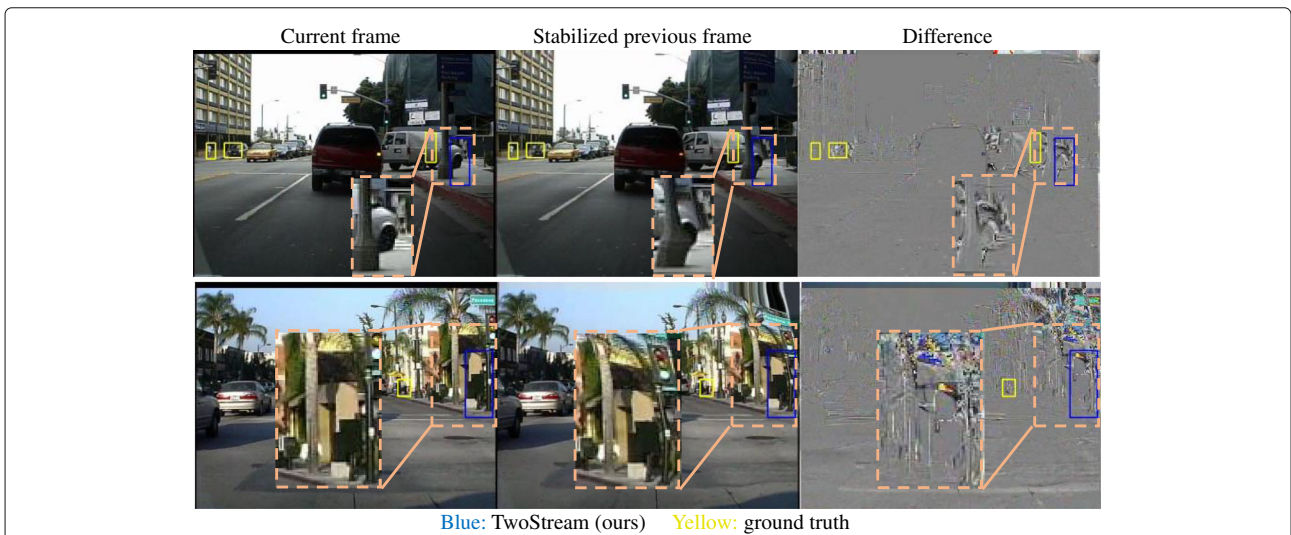 Current frame
Stabilized previous frame
Difference
Blue: TwoStream (ours) Yellow: ground truth